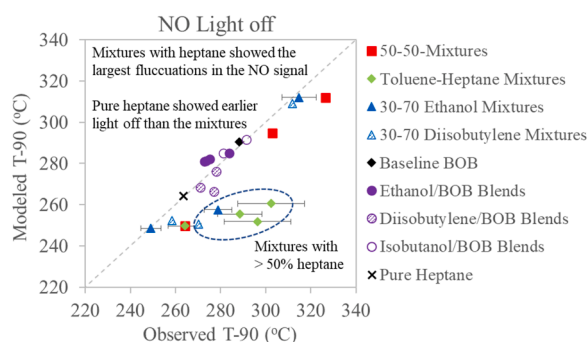 NO Light off
Mixtures with heptane showed the
largest fluccuations in the NO signal
Pure heptane showed earlier
light off than the mixtures
Mixtures with
> 50% heptane
Modeled T-90 (°C)
340
320
300
280
260
240
220
220 240 260 280 300 320 340
Observed T-90 (°C)
50-50-Mixtures
Toluene-Heptane Mixtures
30-70 Ethanol Mixtures
30-70 Diisobutylene Mixtures
Baseline BOB
Ethanol/BOB Blends
Diisobutylene/BOB Blends
Isobutanol/BOB Blends
Pure Heptane